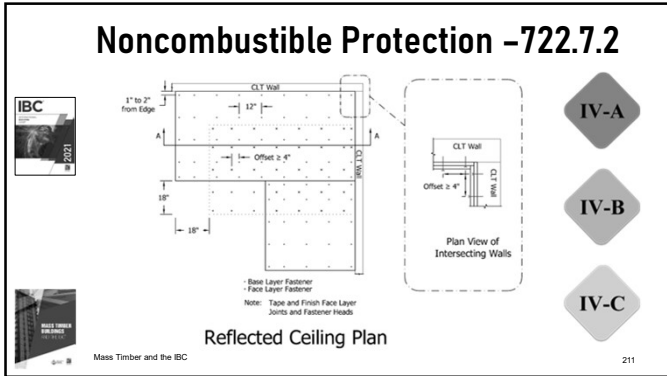 Noncombustible Protection –722.7.2
IBC
2021
1" to 2"
from Edge
CLT Wall
12"
A
A
Offset ≥ 4"
CLT Wall
18"
18"
- Base Layer Fastener
- Face Layer Fastener
Note: Tape and Finish Face Layer
Joints and Fastener Heads
Reflected Ceiling Plan
CLT Wall
CLT Wall
Offset ≥ 4"
Plan View of
Intersecting Walls
IV-A
IV-B
IV-C
MASS TIMBER
BUILDINGS
Mass Timber and the IBC
211